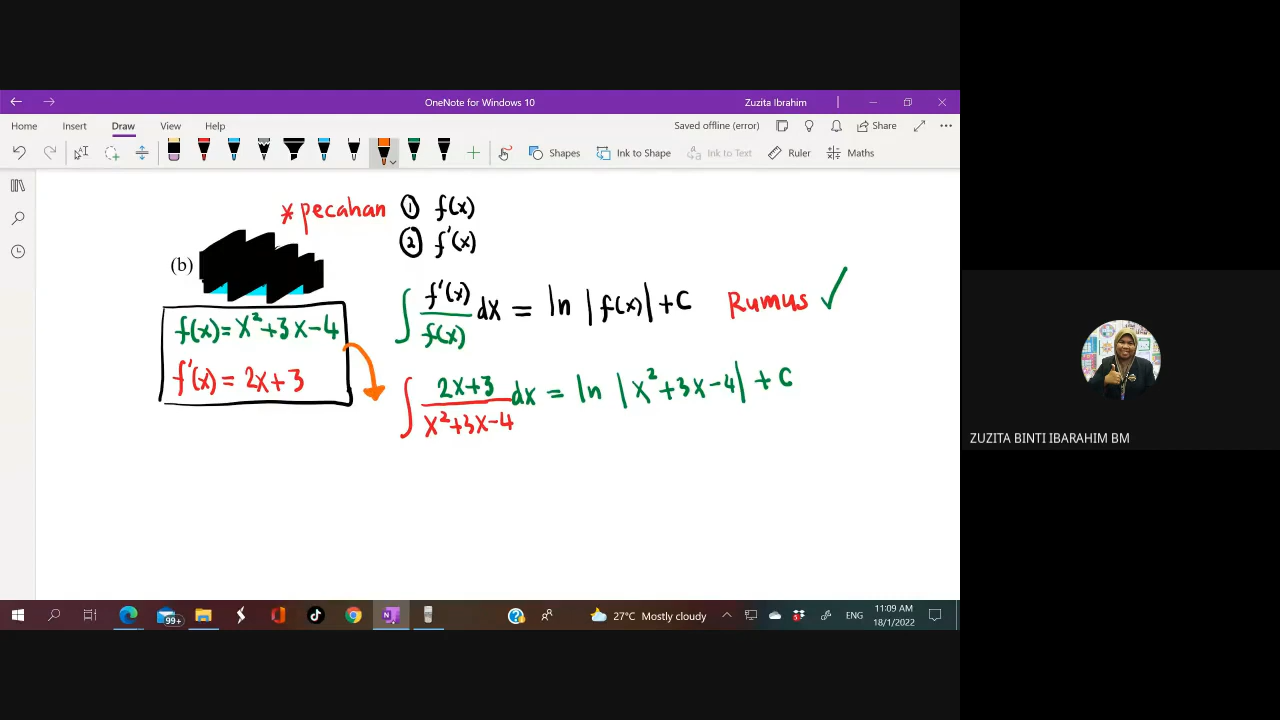 OneNote for Windows 10
Zuzita Ibrahim
Home Insert Draw View Help
Saved offline (error)
Share
Shapes
Ink to Shape
Ink to Text
Ruler
Maths
* pecahan ① f(x)
② f'(x)
(b)
∫ f'(x)/f(x) dx = ln |f(x)| + C Rumus ✓
f(x) = x² + 3x - 4
f'(x) = 2x + 3
∫ 2x+3/x²+3x-4 dx = ln |x² + 3x - 4| + C
ZUZITA BINTI IBARAHIM BM
99+
27°C Mostly cloudy
ENG
11:09 AM
18/1/2022